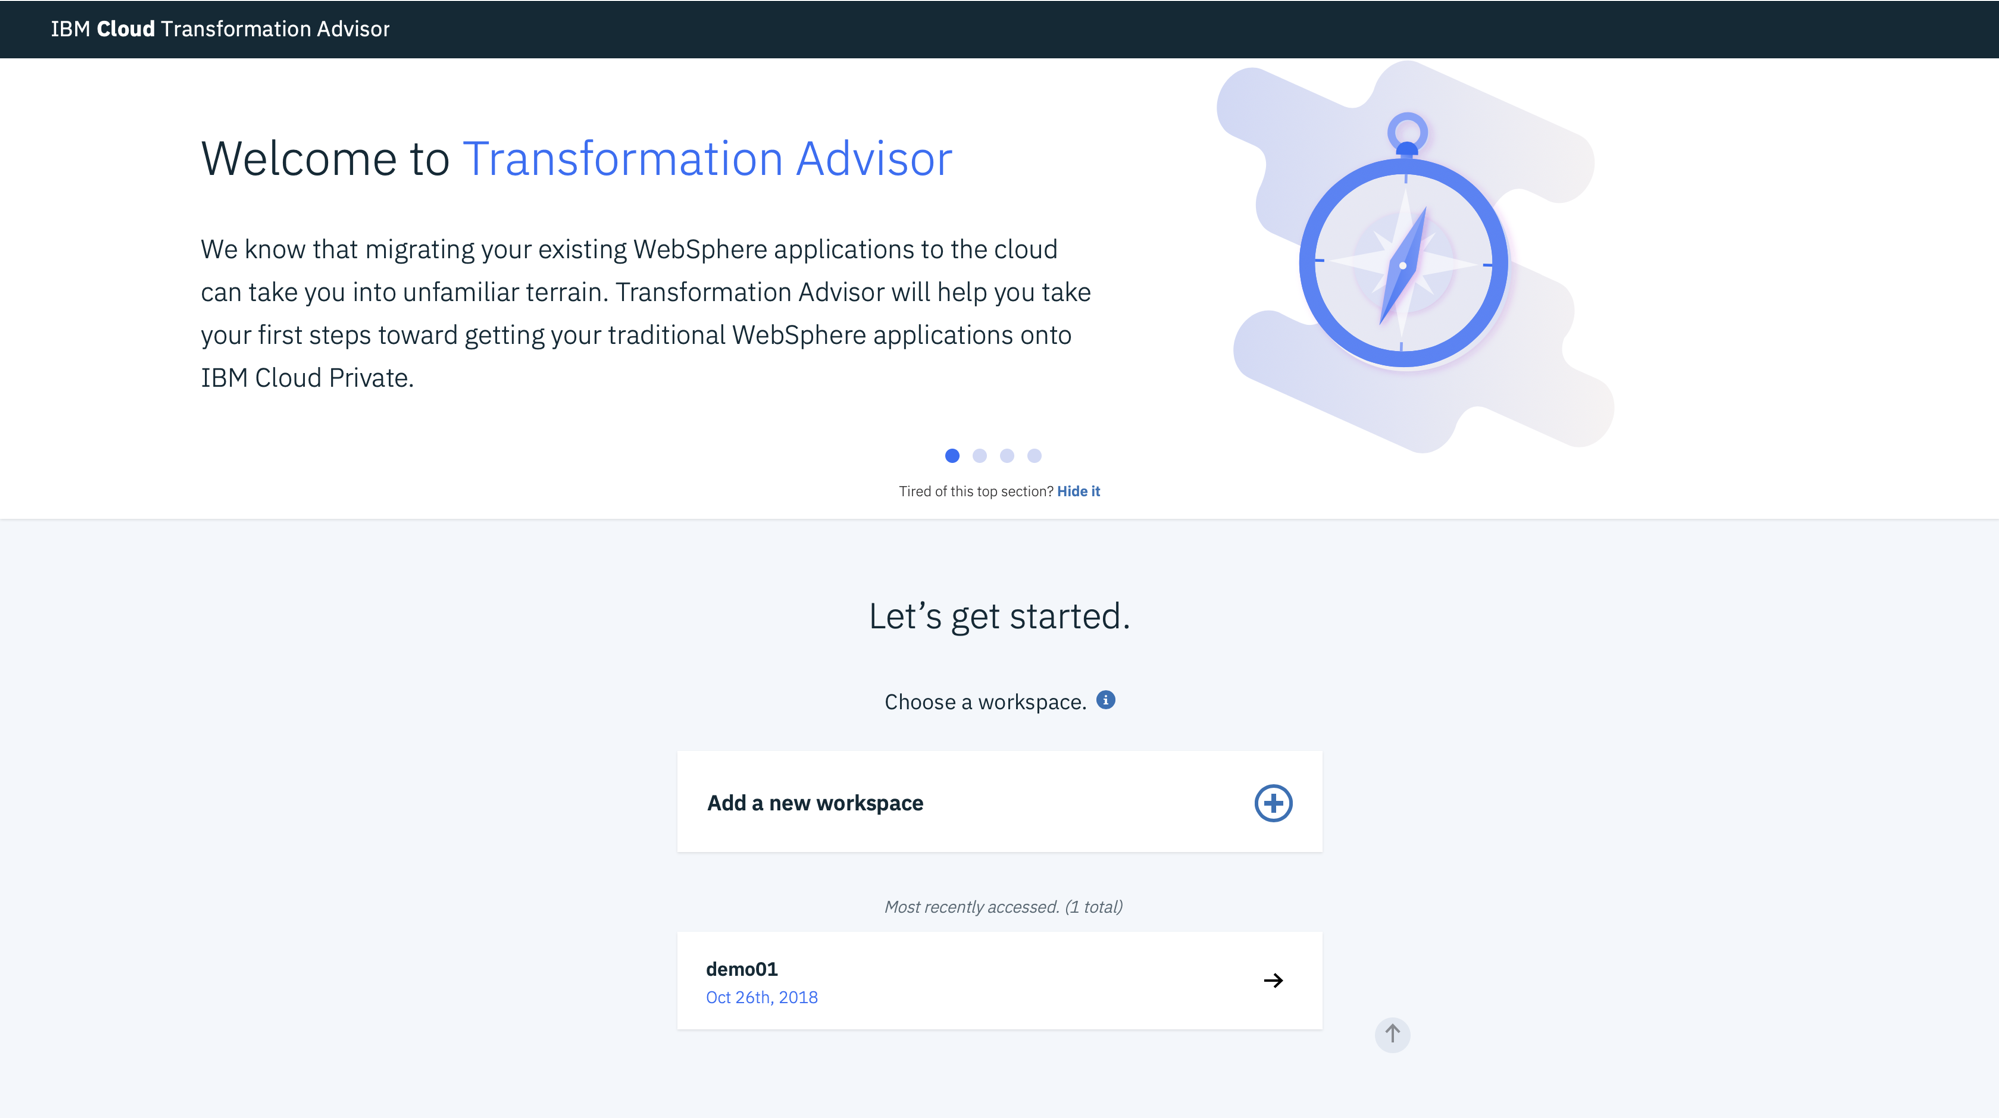 IBM Cloud Transformation Advisor
Welcome to Transformation Advisor
We know that migrating your existing WebSphere applications to the cloud
can take you into unfamiliar terrain. Transformation Advisor will help you take
your first steps toward getting your traditional WebSphere applications onto
IBM Cloud Private.
Tired of this top section? Hide it
Let’s get started.
Choose a workspace.
Add a new workspace
Most recently accessed. (1 total)
demo01
Oct 26th, 2018